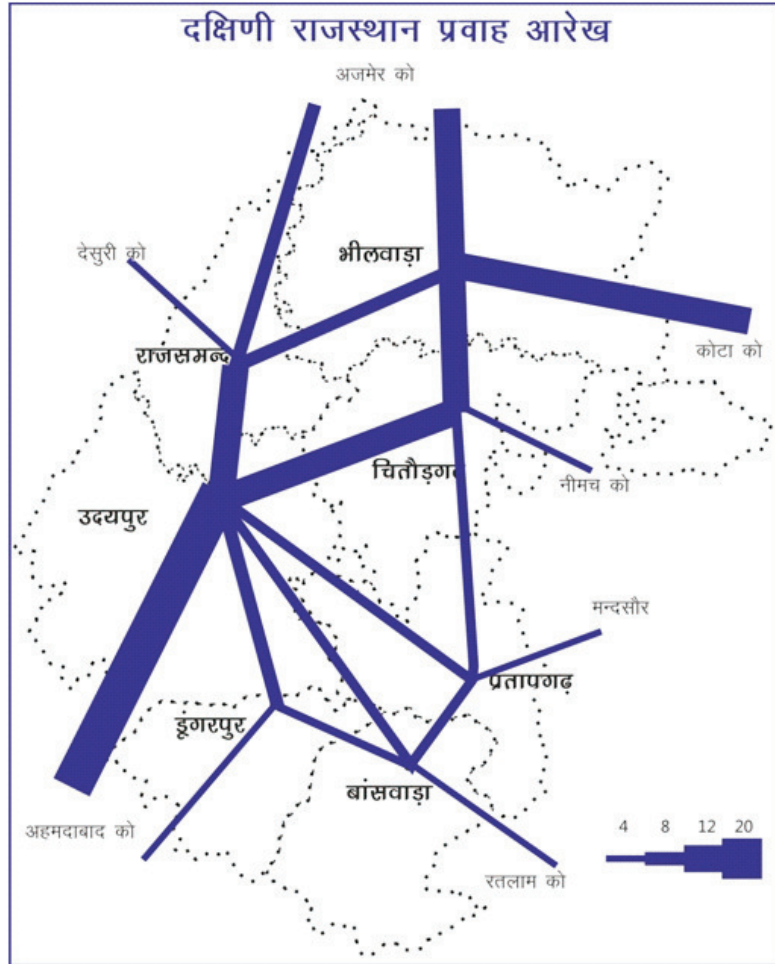 दक्षिणी राजस्थान प्रवाह आरेख
अजमेर को
देसुरी को
भीलवाड़ा
राजसमन्द
कोटा को
चितौड़गढ़
नीमच को
उदयपुर
मन्दसौर
प्रतापगढ़
डूंगरपुर
बांसवाड़ा
अहमदाबाद को
रतलाम को
4 8 12 20